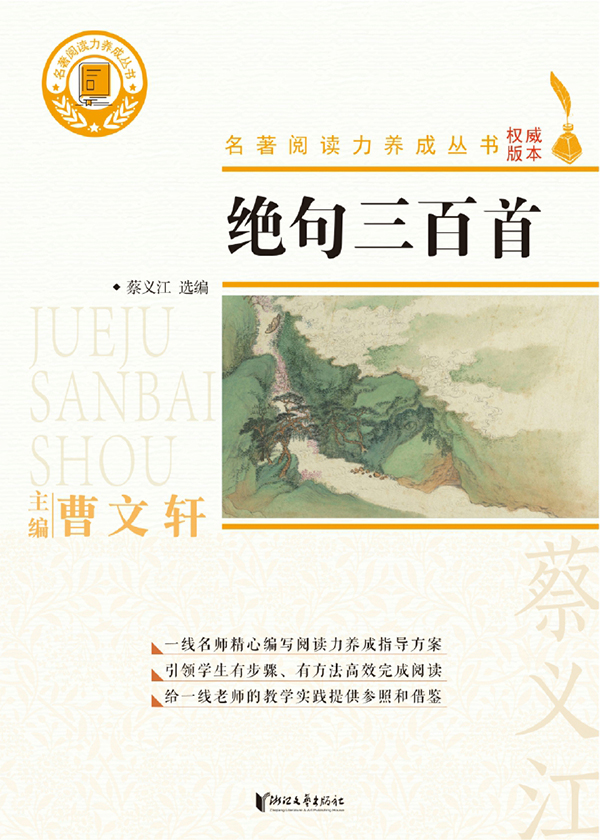 名著阅读力养成丛书
名著阅读力养成丛书 权威版本
绝句三百首
蔡义江 选编
JUEJU
SANBAI
SHOU
主编 曹文轩
蔡义江
一线名师精心编写阅读力养成指导方案
引领学生有步骤、有方法高效完成阅读
给一线老师的教学实践提供参照和借鉴
浙江文艺出版社
Zhejiang Literature & Art Publishing House